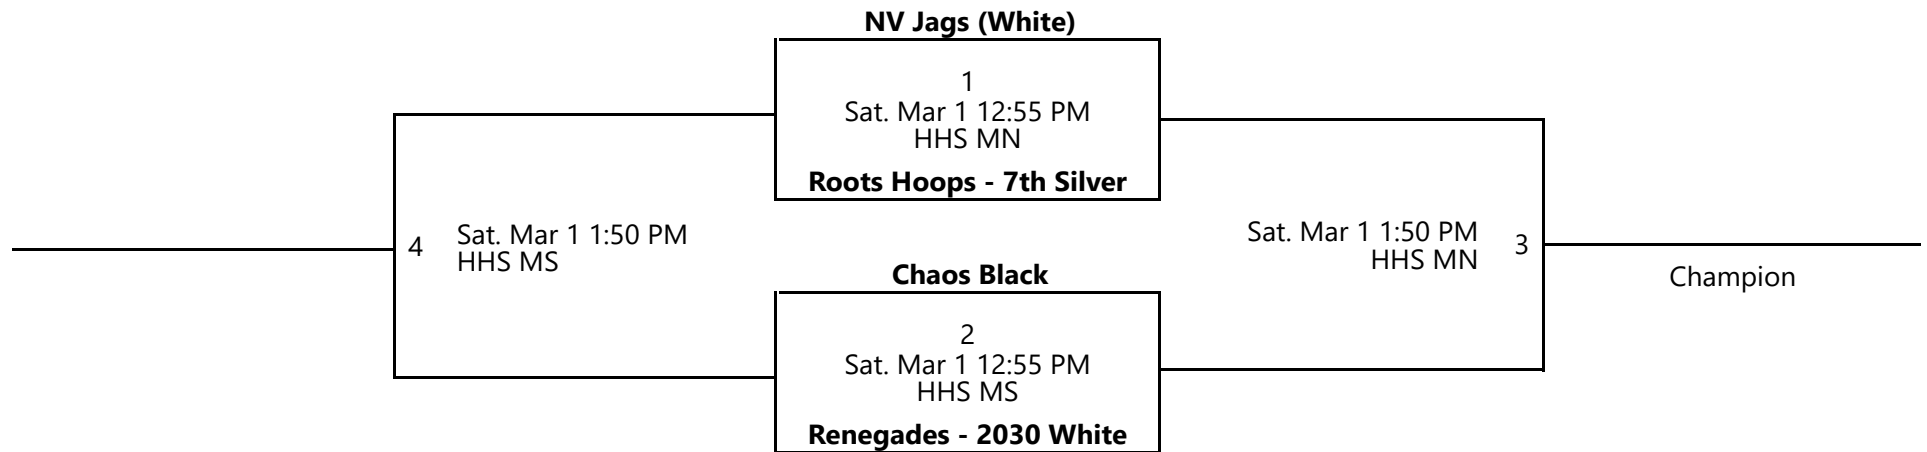 NV Jags (White)
1
Sat. Mar 1 12:55 PM
HHS MN
Roots Hoops - 7th Silver
4
Sat. Mar 1 1:50 PM
HHS MS
Sat. Mar 1 1:50 PM
HHS MN
3
Champion
Chaos Black
2
Sat. Mar 1 12:55 PM
HHS MS
Renegades - 2030 White